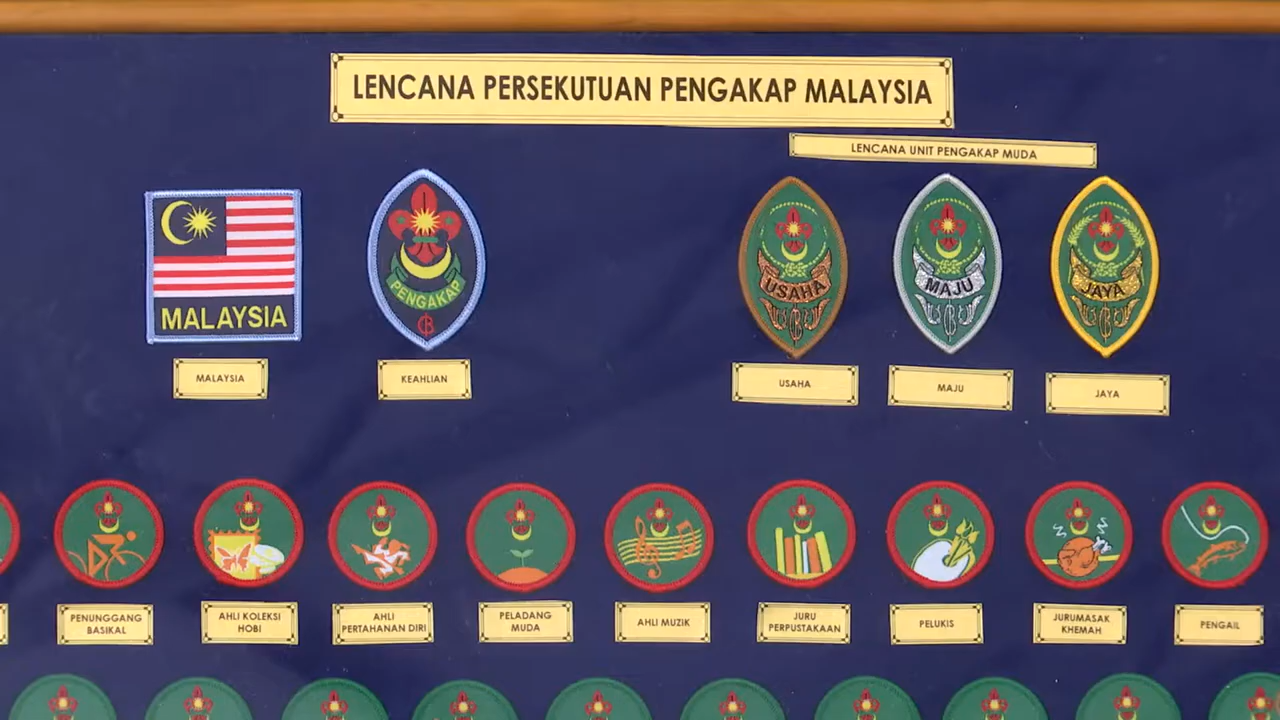 LENCANA PERSEKUTUAN PENGAKAP MALAYSIA
LENCANA UNIT PENGAKAP MUDA
MALAYSIA
PENGAKAP
USAHA
MAJU
JAYA
MALAYSIA
KEAHLIAN
USAHA
MAJU
JAYA
PENUNGGANG
BASIKAL
AHLI KOLEKSI
HOBI
AHLI
PERTAHANAN DIRI
PELADANG
MUDA
AHLI MUZIK
JURU
PERPUSTAKAAN
PELUKIS
JURUMASAK
KHEMAH
PENGAIL